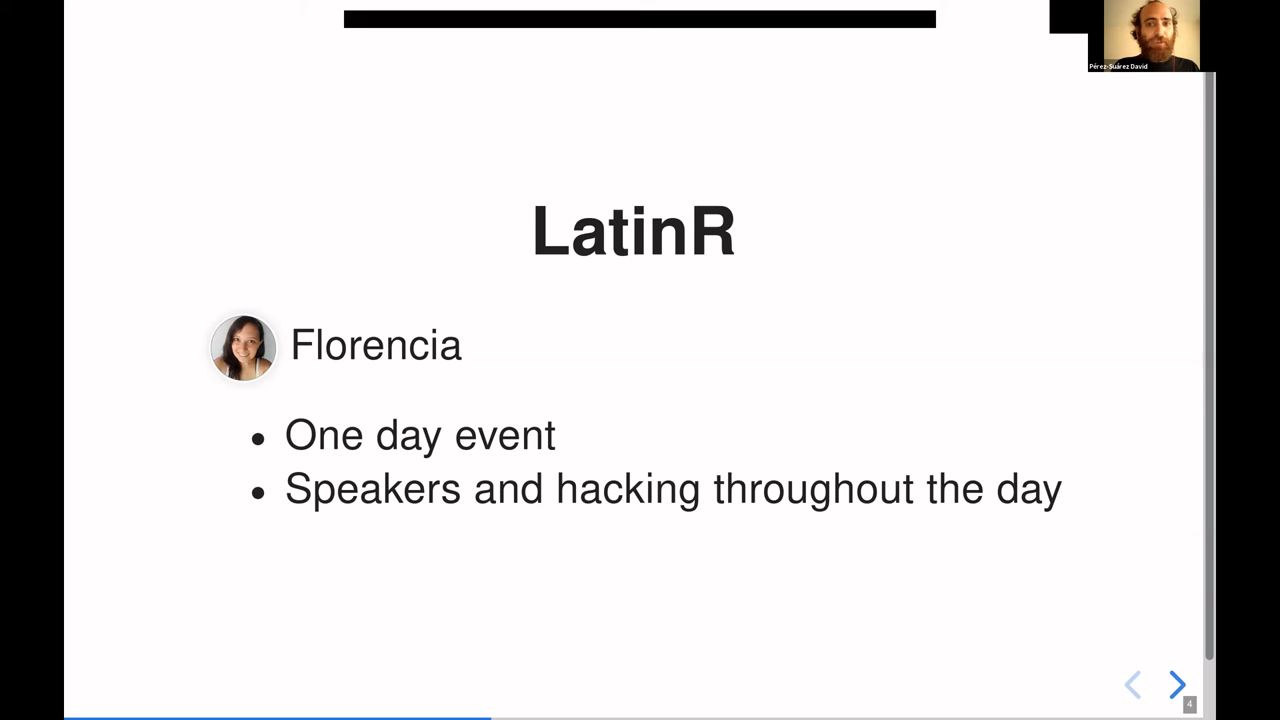 Pérez-Suárez David
LatinR
Florencia
One day event
Speakers and hacking throughout the day
4